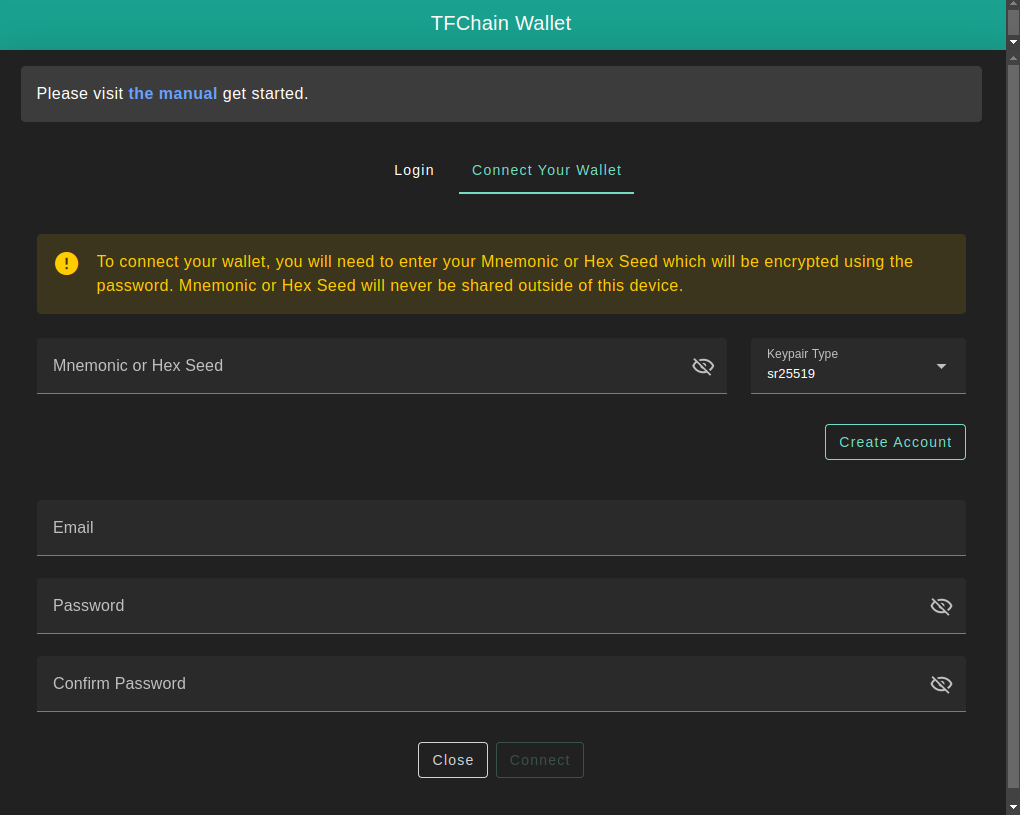 TFChain Wallet
Please visit the manual get started.
Login
Connect Your Wallet
To connect your wallet, you will need to enter your Mnemonic or Hex Seed which will be encrypted using the
password. Mnemonic or Hex Seed will never be shared outside of this device.
Mnemonic or Hex Seed
Keypair Type
sr25519
Create Account
Email
Password
Confirm Password
Close
Connect